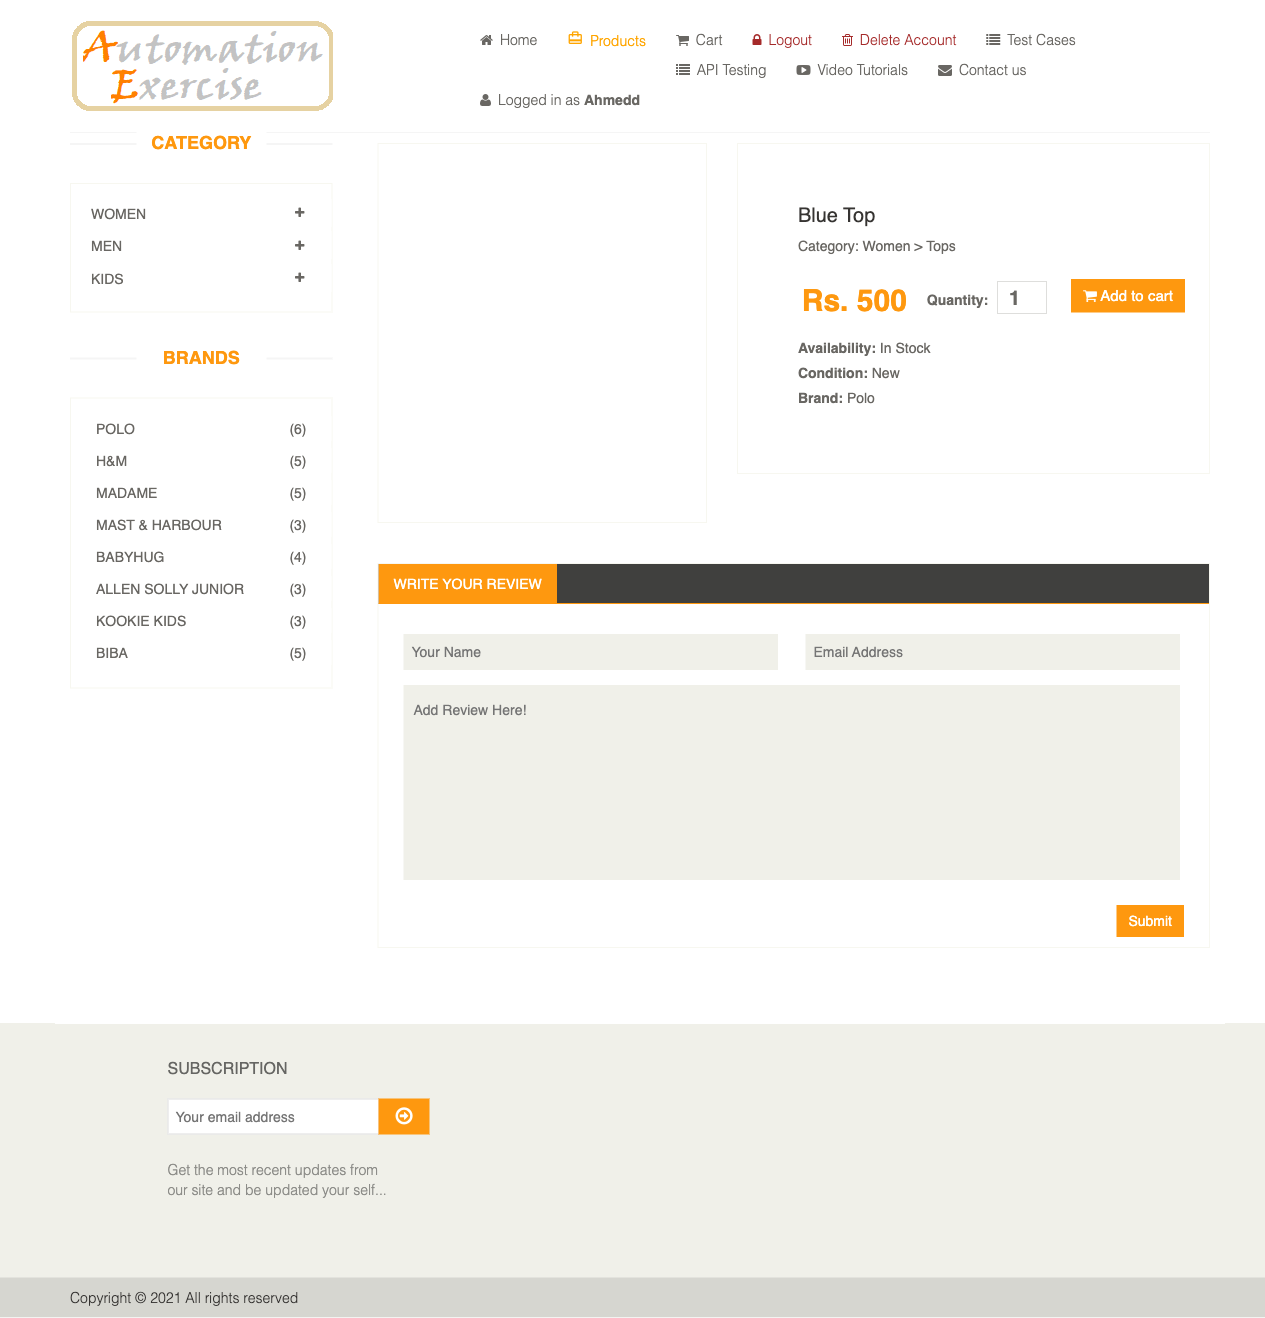 Automation
Exercise
Home
Products
Cart
Logout
Delete Account
Test Cases
API Testing
Video Tutorials
Contact us
Logged in as Ahmedd
CATEGORY
WOMEN
MEN
KIDS
BRANDS
POLO (6)
H&M (5)
MADAME (5)
MAST & HARBOUR (3)
BABYHUG (4)
ALLEN SOLLY JUNIOR (3)
KOOKIE KIDS (3)
BIBA (5)
Blue Top
Category: Women > Tops
Rs. 500 Quantity: 1 Add to cart
Availability: In Stock
Condition: New
Brand: Polo
WRITE YOUR REVIEW
Your Name
Email Address
Add Review Here!
Submit
SUBSCRIPTION
Your email address
Get the most recent updates from
our site and be updated your self...
Copyright © 2021 All rights reserved